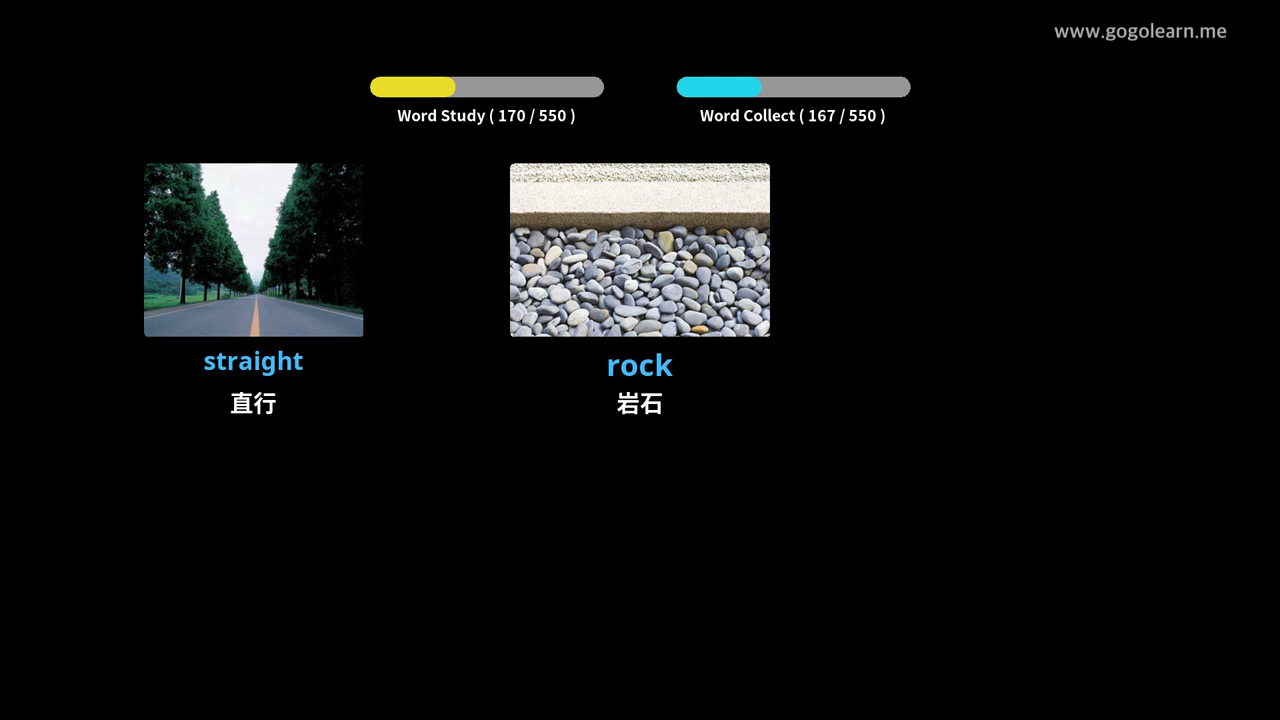 www.gogolearn.me
Word Study ( 170 / 550 )
Word Collect ( 167 / 550 )
straight
直行
rock
岩石